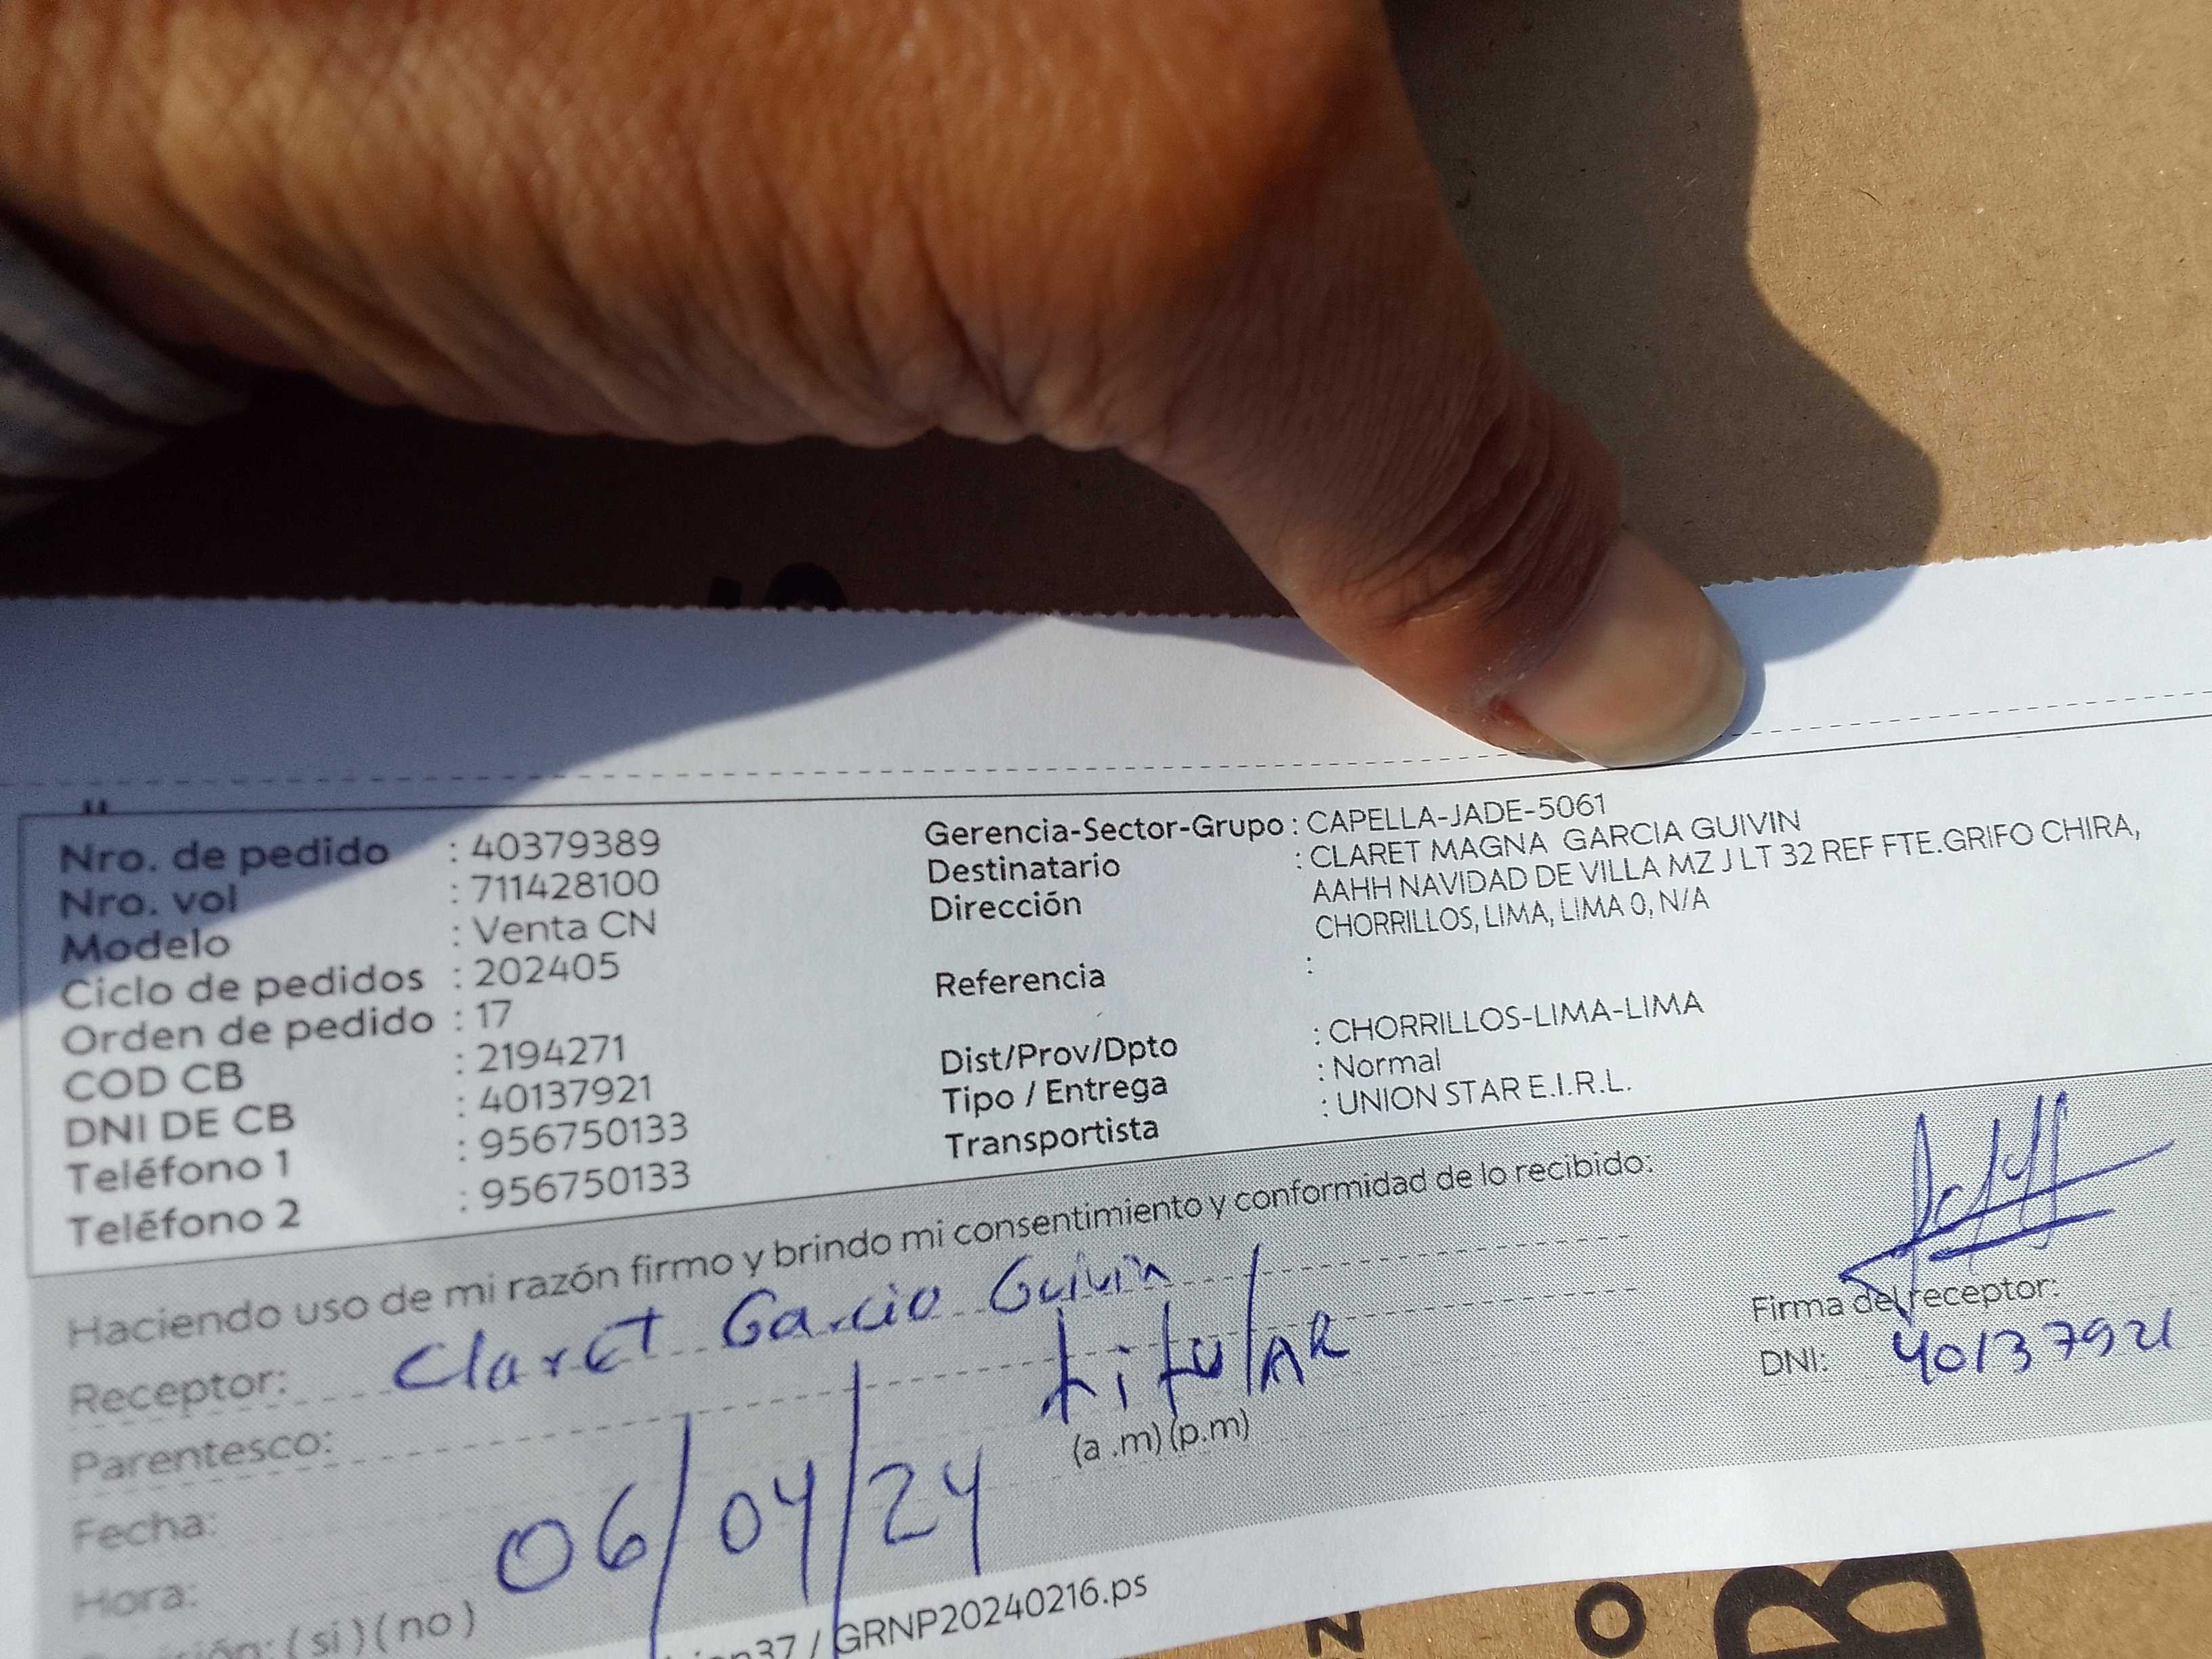 Nro. de pedido : 40379389
Nro. vol : 711428100
Modelo : Venta CN
Ciclo de pedidos : 202405
Orden de pedido : 17
COD CB : 2194271
DNI DE CB : 40137921
Teléfono 1 : 956750133
Teléfono 2 : 956750133
Gerencia-Sector-Grupo : CAPELLA-JADE-5061
Destinatario : CLARET MAGNA GARCIA GUIVIN
Dirección AAHH NAVIDAD DE VILLA MZ J LT 32 REF FTE.GRIFO CHIRA,
CHORRILLOS, LIMA, LIMA 0, N/A
Referencia :
Dist/Prov/Dpto : CHORRILLOS-LIMA-LIMA
Tipo / Entrega : Normal
Transportista : UNION STAR E.I.R.L.
Haciendo uso de mi razón firmo y brindo mi consentimiento y conformidad de lo recibido:
Receptor: Claret Garcia Guivin
Parentesco: titulAR
Fecha: 06/04/24
Hora: (a .m) (p.m)
(si) (no)
Firma del receptor:
DNI: 40137921
/ GRNP20240216.ps